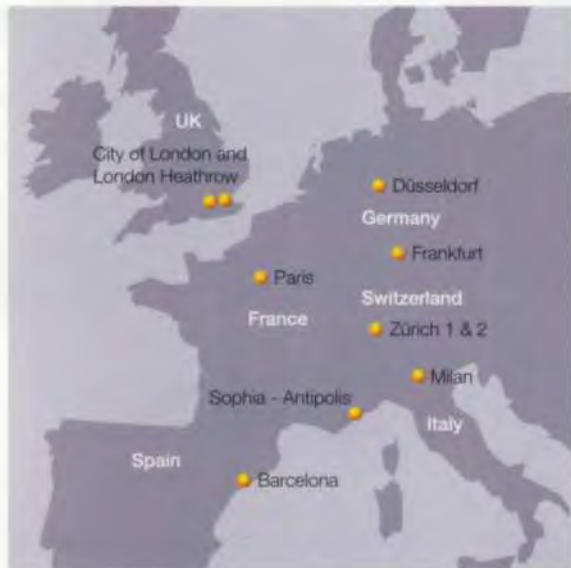 UK
City of London and
London Heathrow
Düsseldorf
Germany
Frankfurt
Paris
Switzerland
France
Zürich 1 & 2
Milan
Sophia - Antipolis
Italy
Spain
Barcelona